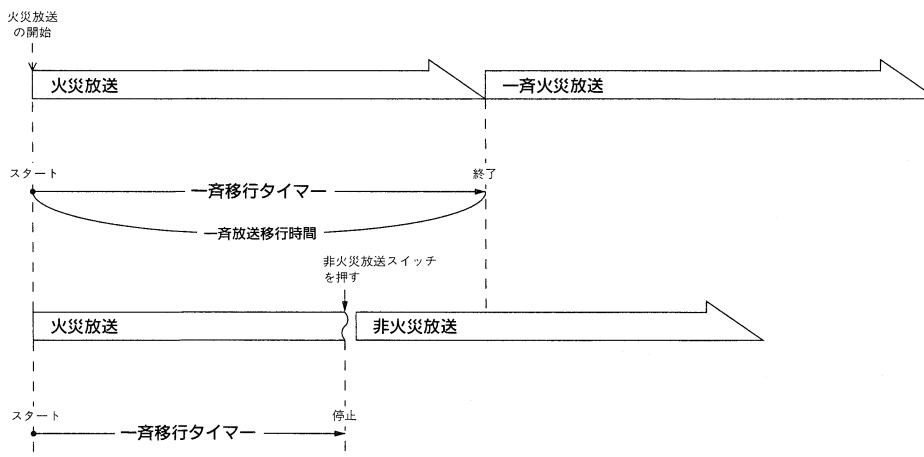 火災放送
の開始
火災放送
一斉火災放送
スタート
終了
一斉移行タイマー
一斉放送移行時間
非火災放送スイッチ
を押す
火災放送
非火災放送
スタート
停止
一斉移行タイマー